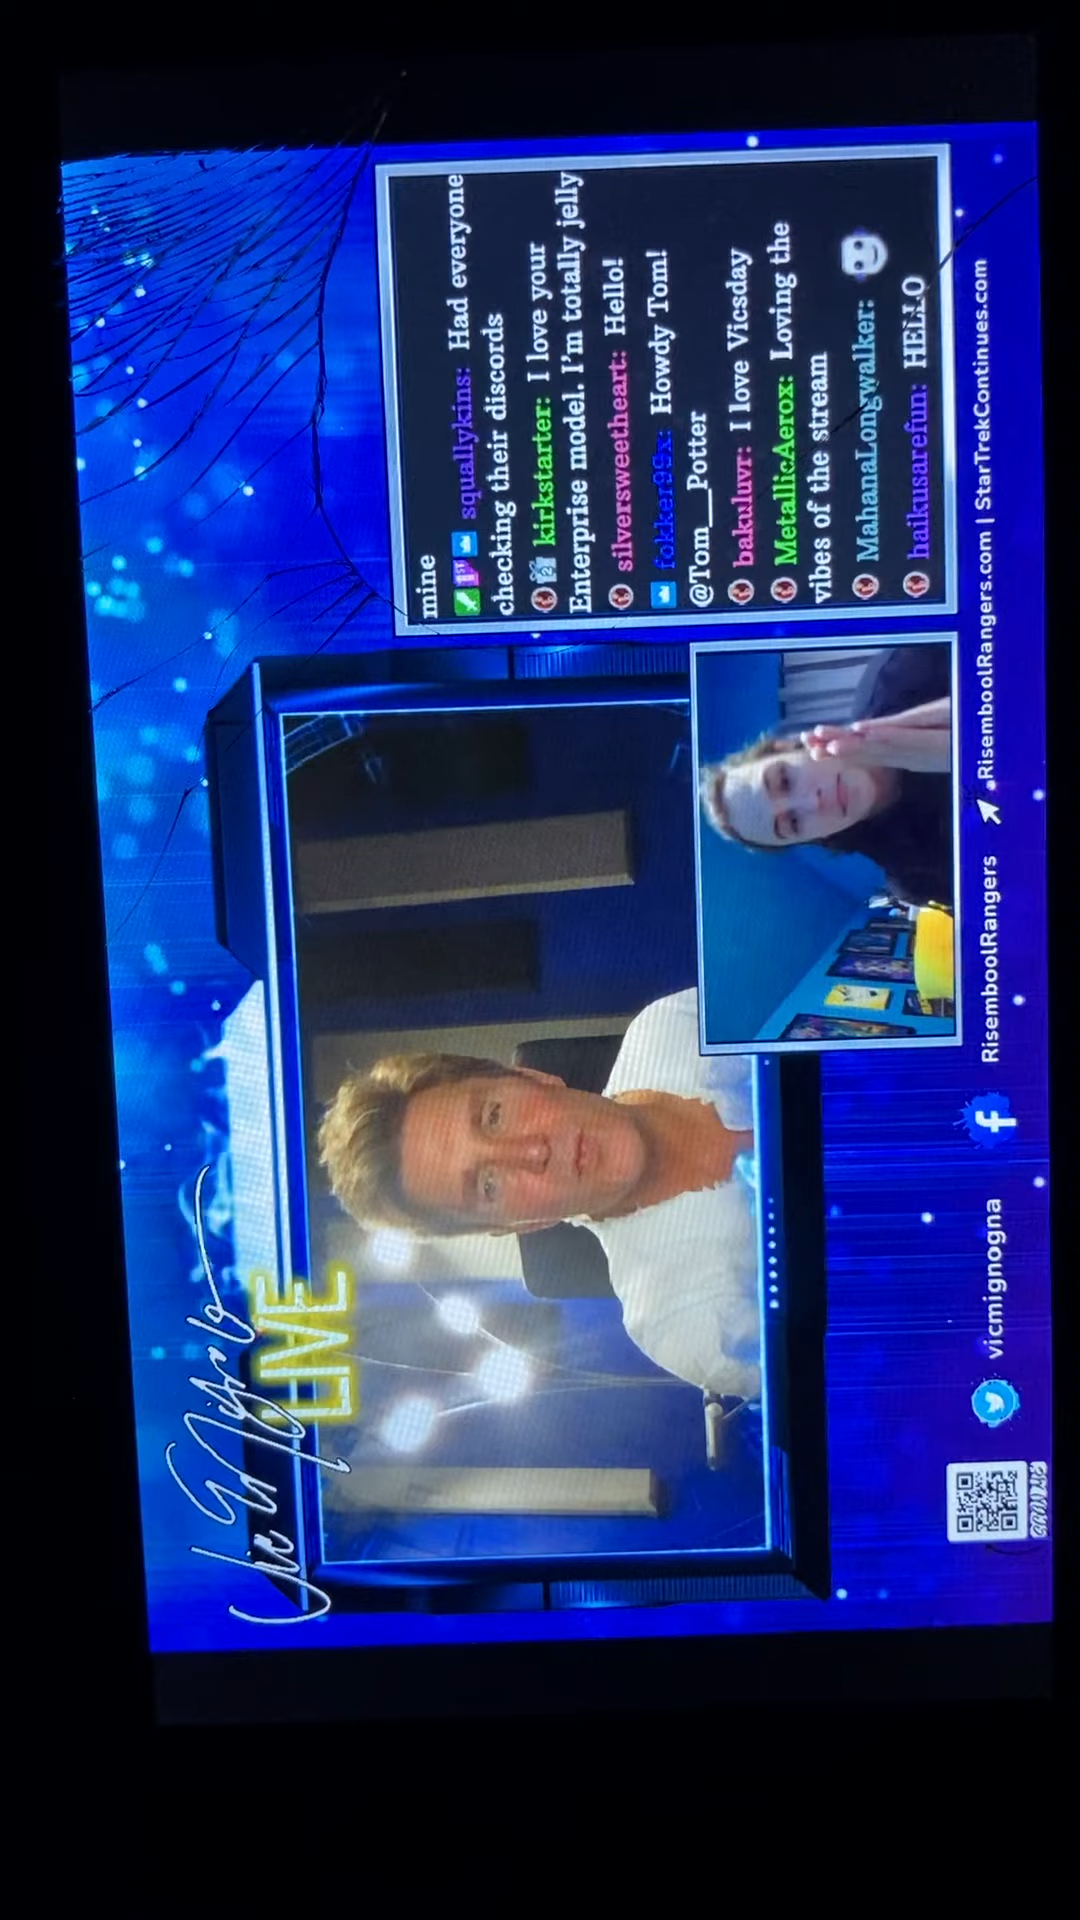 Vic Mignogna
LIVE
mine
squallykins: Had everyone
checking their discords
kirkstarter: I love your
Enterprise model. I'm totally jelly
silversweetheart: Hello!
fokker99x: Howdy Tom!
@Tom__Potter
bakuluvr: I love Vicsday
MetallicAerox: Loving the
vibes of the stream
MahanaLongwalker:
haikusarefun: HELLO
vicmignogna
RisemboolRangers
RisemboolRangers.com | StarTrekContinues.com